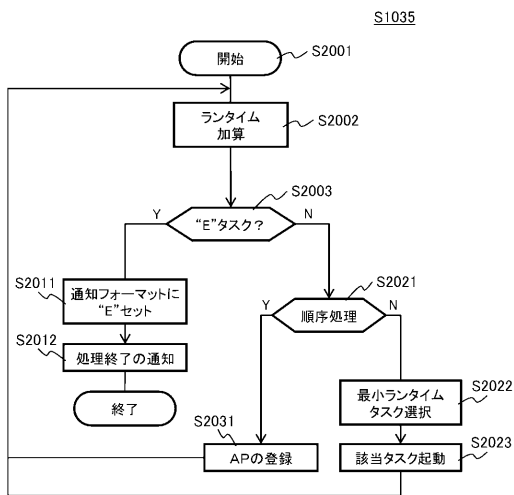 S1035
開始
S2001
ランタイム
加算
S2002
S2003
Y
“E”タスク？
N
S2011
通知フォーマットに
“E”セット
S2021
Y
順序処理
N
S2012
処理終了の通知
S2022
最小ランタイム
タスク選択
終了
S2031
APの登録
S2023
該当タスク起動